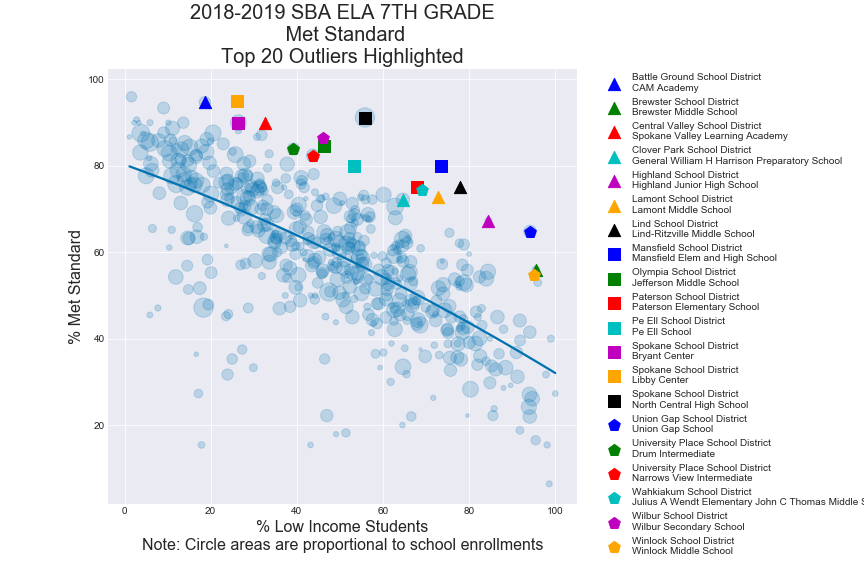 2018-2019 SBA ELA 7TH GRADE
Met Standard
Top 20 Outliers Highlighted
% Met Standard
100
80
60
40
20
0
20
40
60
80
100
% Low Income Students
Note: Circle areas are proportional to school enrollments
Battle Ground School District
CAM Academy
Brewster School District
Brewster Middle School
Central Valley School District
Spokane Valley Learning Academy
Clover Park School District
General William H Harrison Preparatory School
Highland School District
Highland Junior High School
Lamont School District
Lamont Middle School
Lind School District
Lind-Ritzville Middle School
Mansfield School District
Mansfield Elem and High School
Olympia School District
Jefferson Middle School
Paterson School District
Paterson Elementary School
Pe Ell School District
Pe Ell School
Spokane School District
Bryant Center
Spokane School District
Libby Center
Spokane School District
North Central High School
Union Gap School District
Union Gap School
University Place School District
Drum Intermediate
University Place School District
Narrows View Intermediate
Wahkiakum School District
Julius A Wendt Elementary John C Thomas Middle S
Wilbur School District
Wilbur Secondary School
Winlock School District
Winlock Middle School